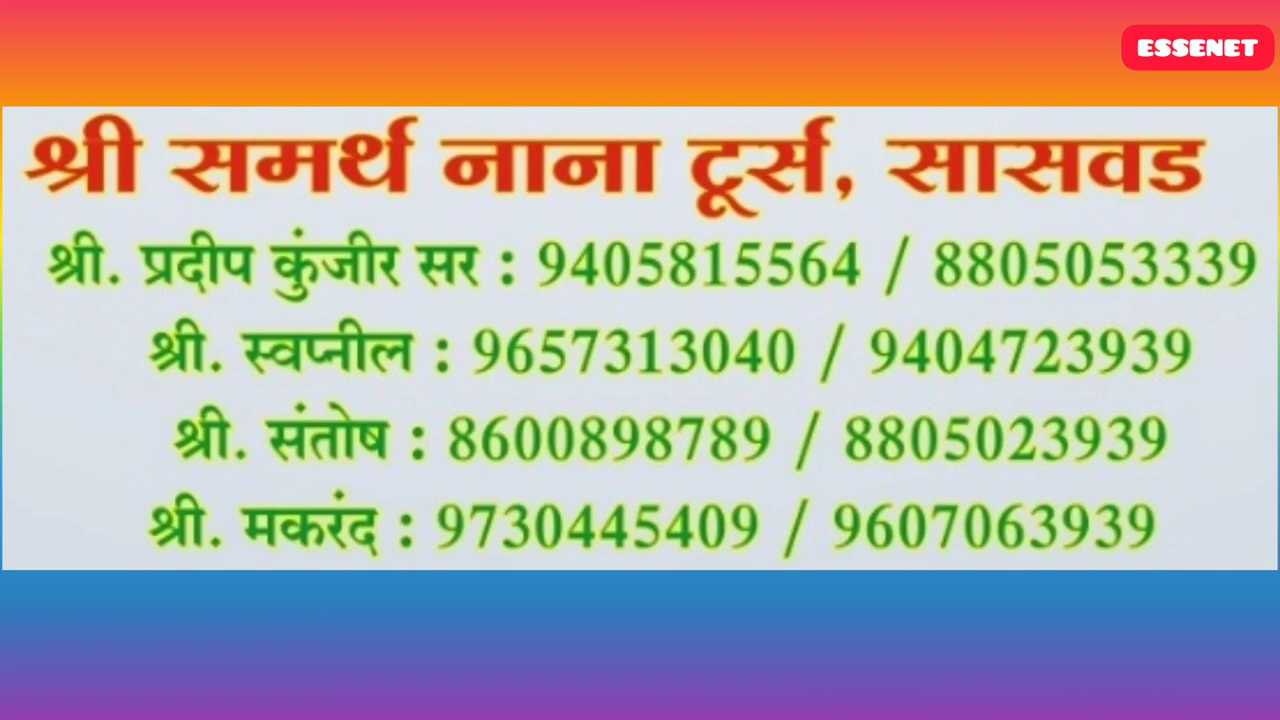 ESSENET
श्री समर्थ नाना टूर्स, सासवड
श्री. प्रदीप कुंजीर सर : 9405815564 / 8805053339
श्री. स्वप्नील : 9657313040 / 9404723939
श्री. संतोष : 8600898789 / 8805023939
श्री. मकरंद : 9730445409 / 9607063939